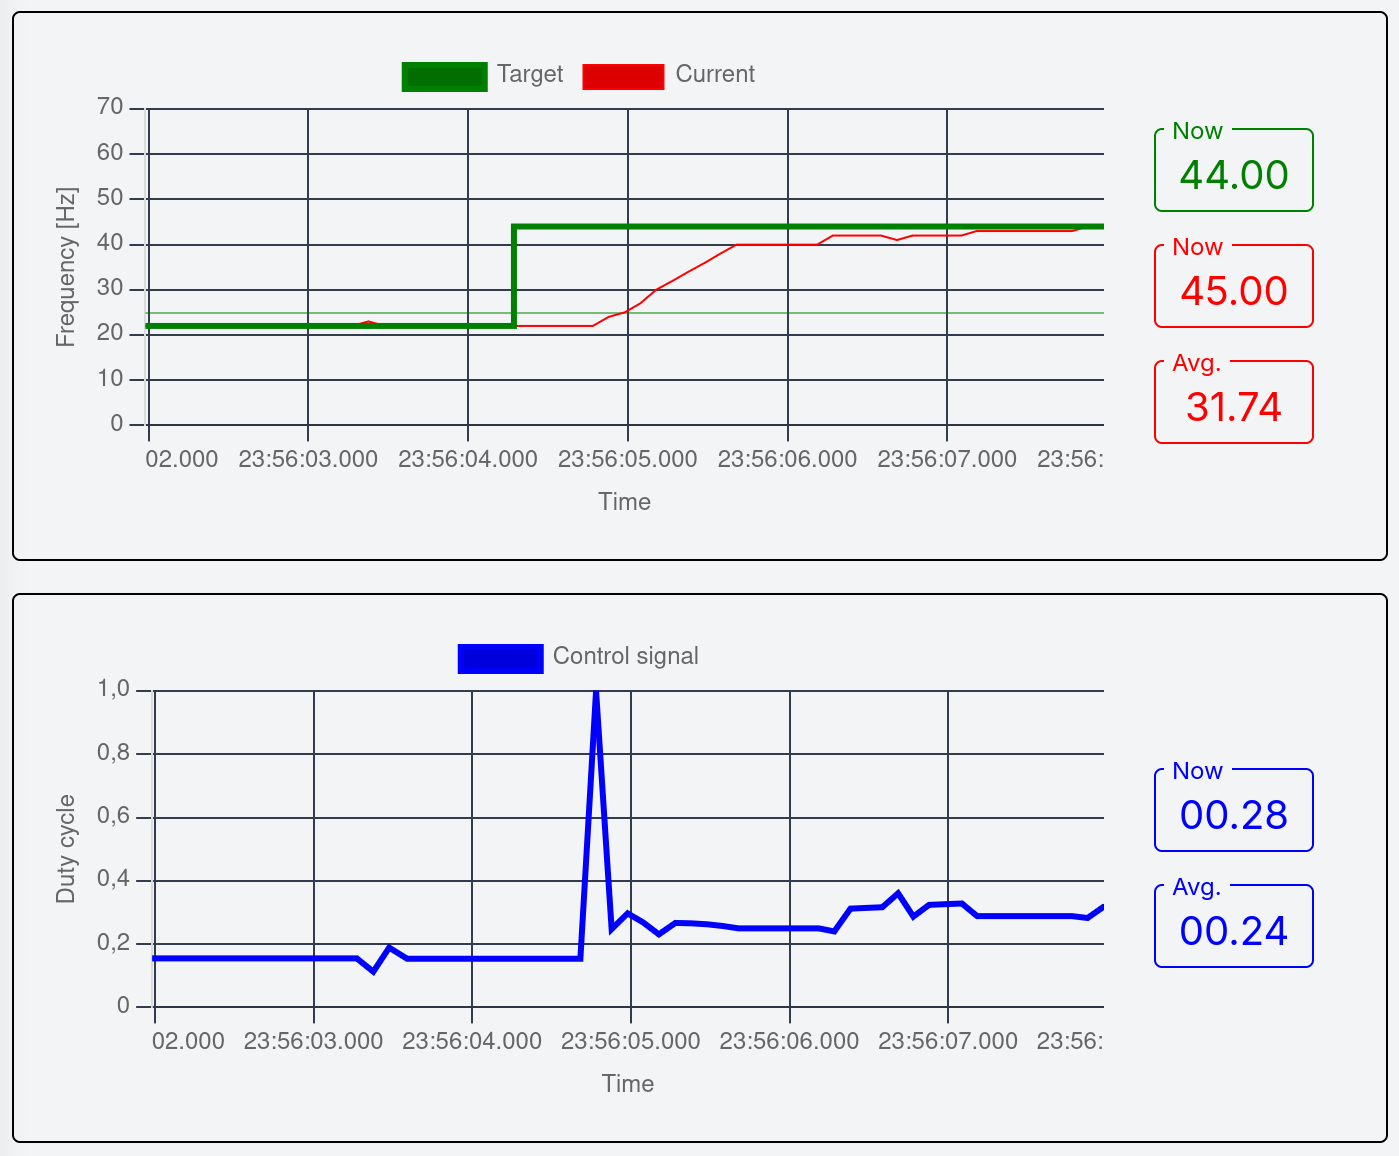 Target Current
70
60
50
40
30
20
10
0
Frequency [Hz]
02.000 23:56:03.000 23:56:04.000 23:56:05.000 23:56:06.000 23:56:07.000 23:56:
Time
Now
44.00
Now
45.00
Avg.
31.74
Control signal
1,0
0,8
0,6
0,4
0,2
0
Duty cycle
02.000 23:56:03.000 23:56:04.000 23:56:05.000 23:56:06.000 23:56:07.000 23:56:
Time
Now
00.28
Avg.
00.24